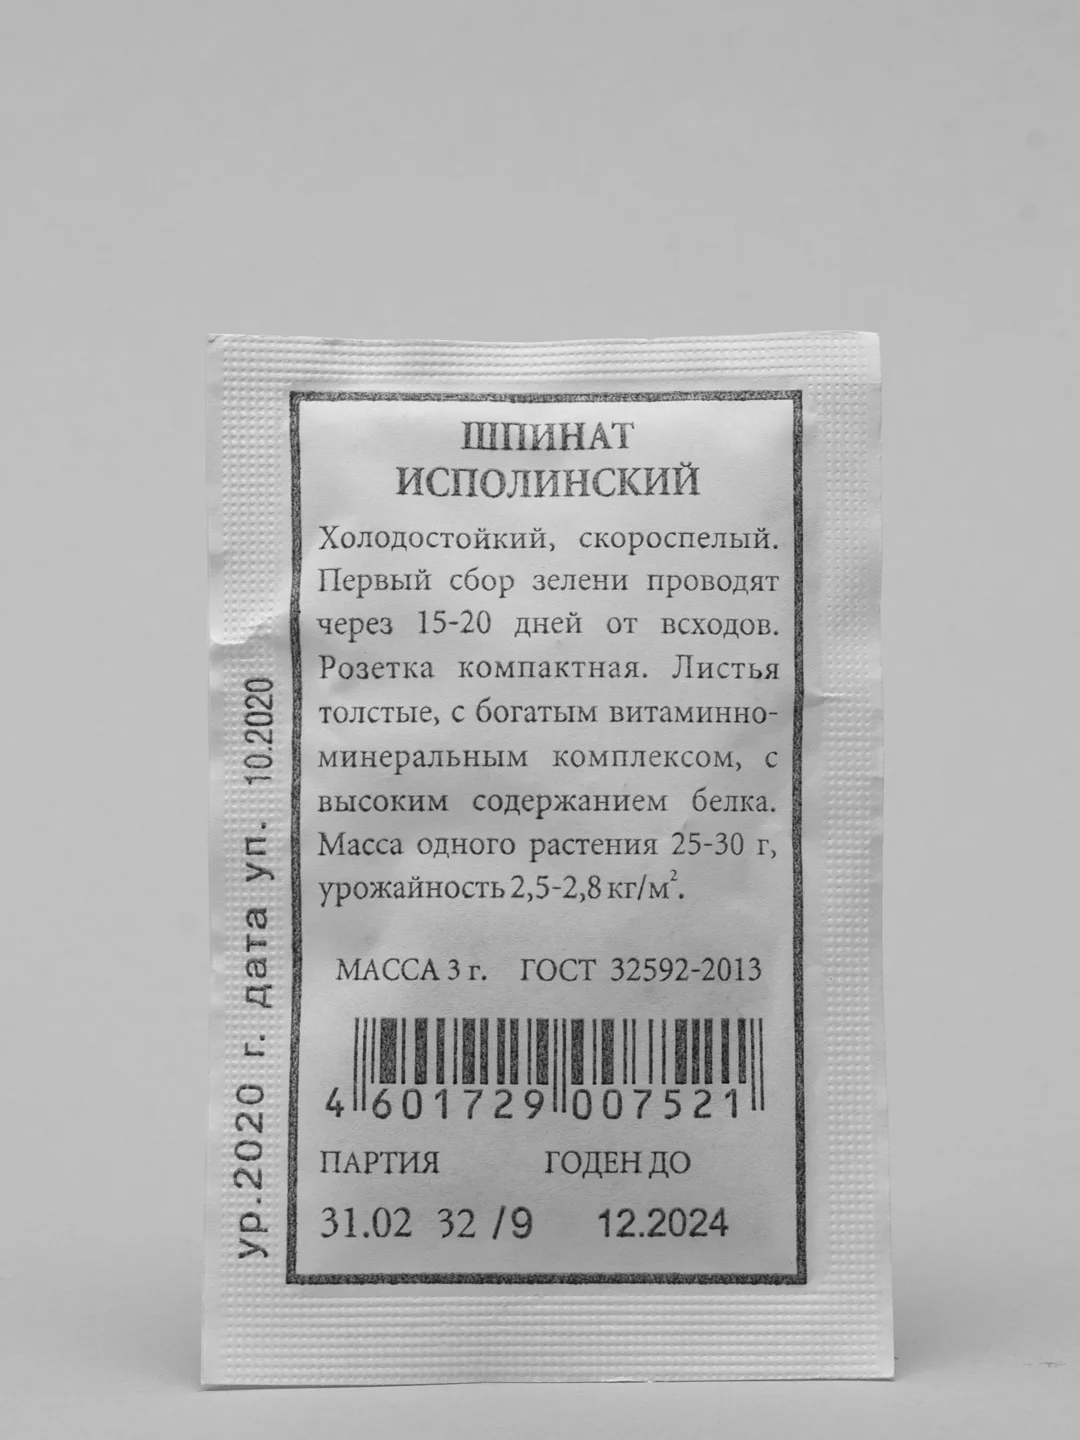 ШПИНАТ
ИСПОЛИНСКИЙ
Холодостойкий, скороспелый.
Первый сбор зелени проводят
через 15-20 дней от всходов.
Розетка компактная. Листья
толстые, с богатым витаминно-
минеральным комплексом, с
высоким содержанием белка.
Масса одного растения 25-30 г,
урожайность 2,5-2,8 кг/м².
МАССА 3 г. ГОСТ 32592-2013
4 601729 007521
ПАРТИЯ ГОДЕН ДО
31.02 32 /9 12.2024
ур.2020 г. дата уп. 10.2020